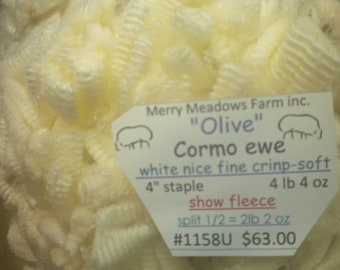 Merry Meadows Farm inc.
"Olive"
Cormo ewe
white nice fine crinp-soft
4" staple 4 lb 4 oz
show fleece
split 1/2 = 2lb 2 oz
#1158U $63.00